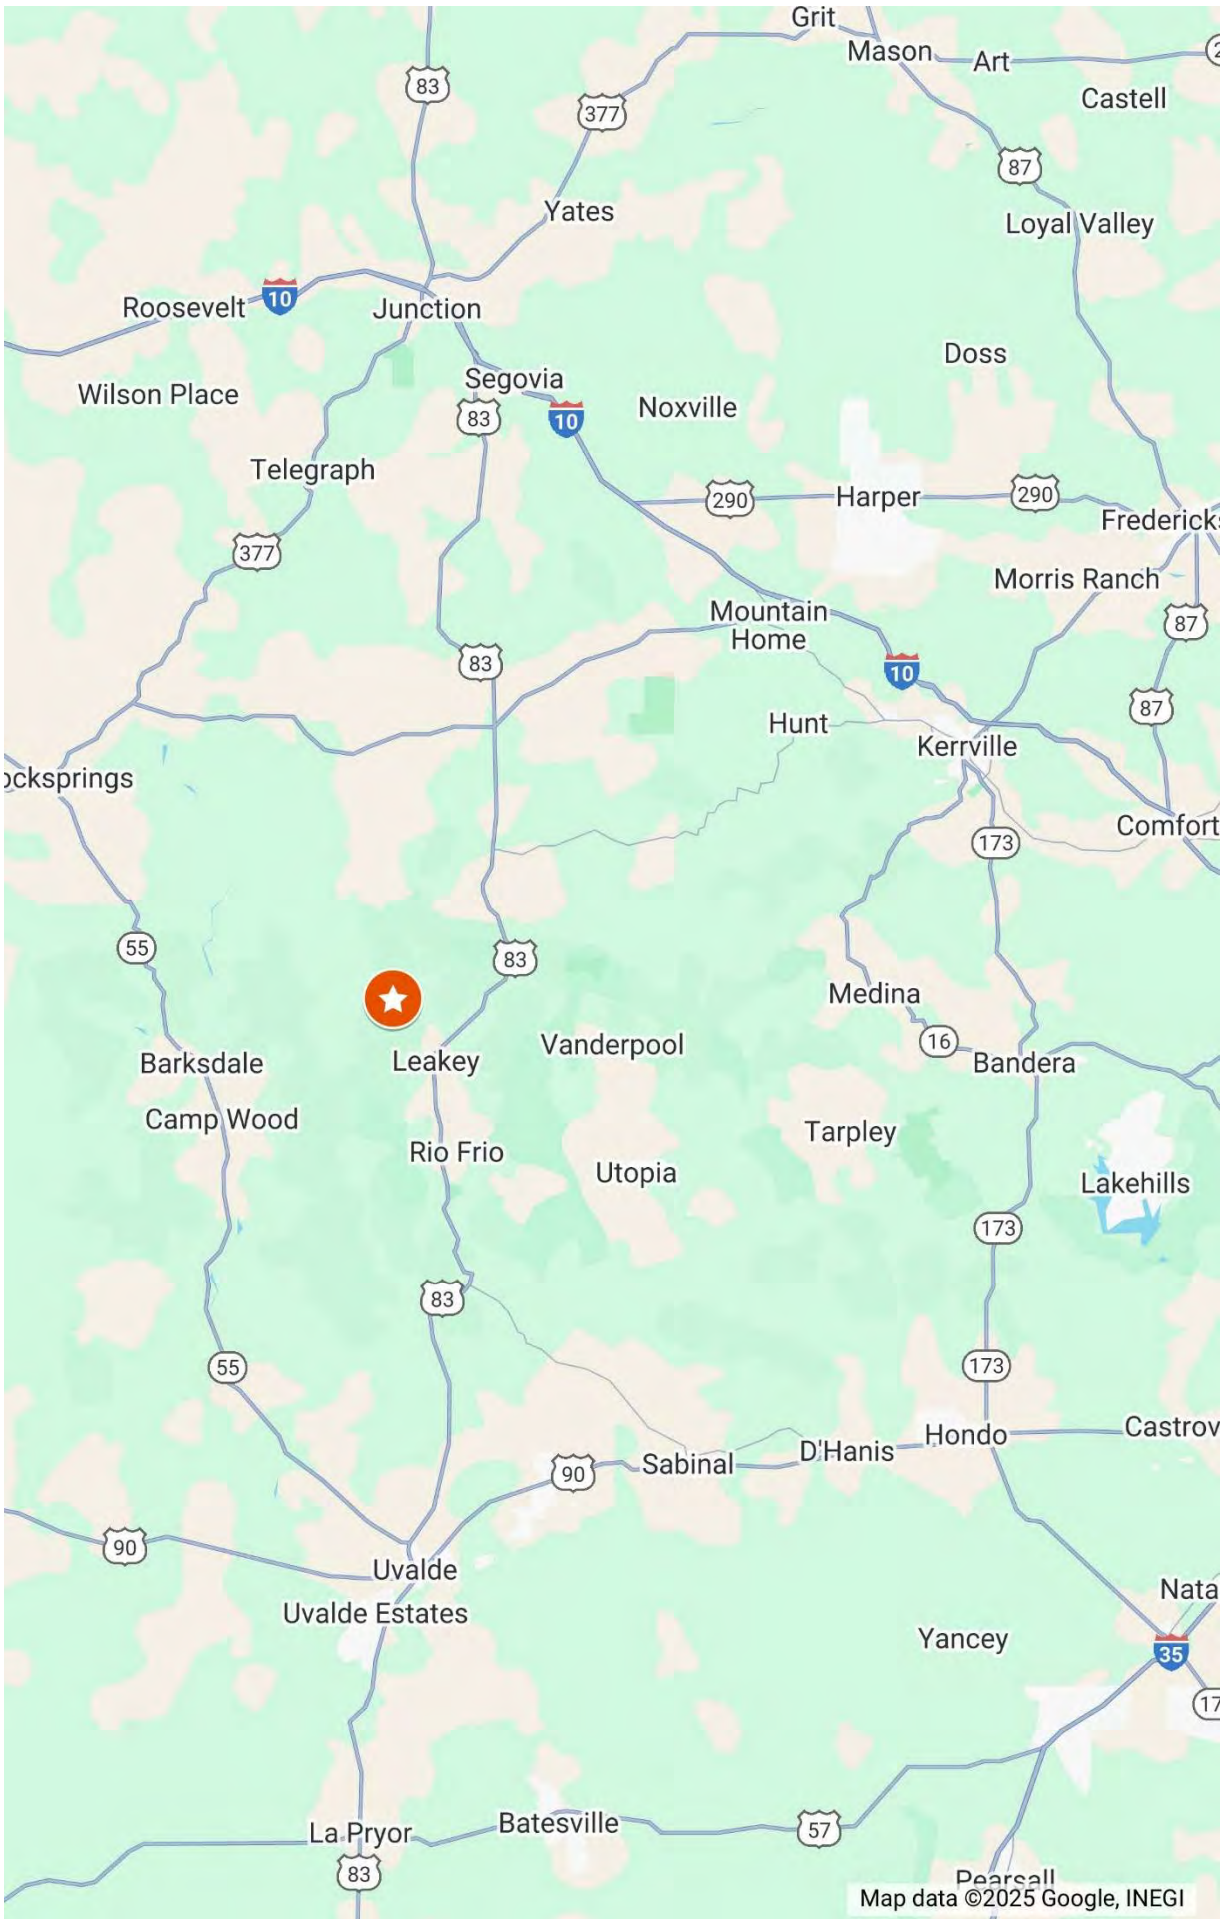 Grit
Mason
Art
2
83
377
Castell
87
Yates
Loyal Valley
Roosevelt
10
Junction
Doss
Wilson Place
Segovia
83
10
Noxville
Telegraph
290
Harper
290
Fredericks
377
Morris Ranch
Mountain
Home
87
83
10
87
Hunt
Kerrville
ocksprings
Comfort
173
55
83
Medina
16
Leakey
Vanderpool
Barksdale
Bandera
Camp Wood
Tarpley
Rio Frio
Utopia
Lakehills
173
83
55
173
Castrov
Hondo
D'Hanis
Sabinal
90
90
Uvalde
Uvalde Estates
Nata
Yancey
35
17
La Pryor
Batesville
57
83
Pearsall
Map data ©2025 Google, INEGI